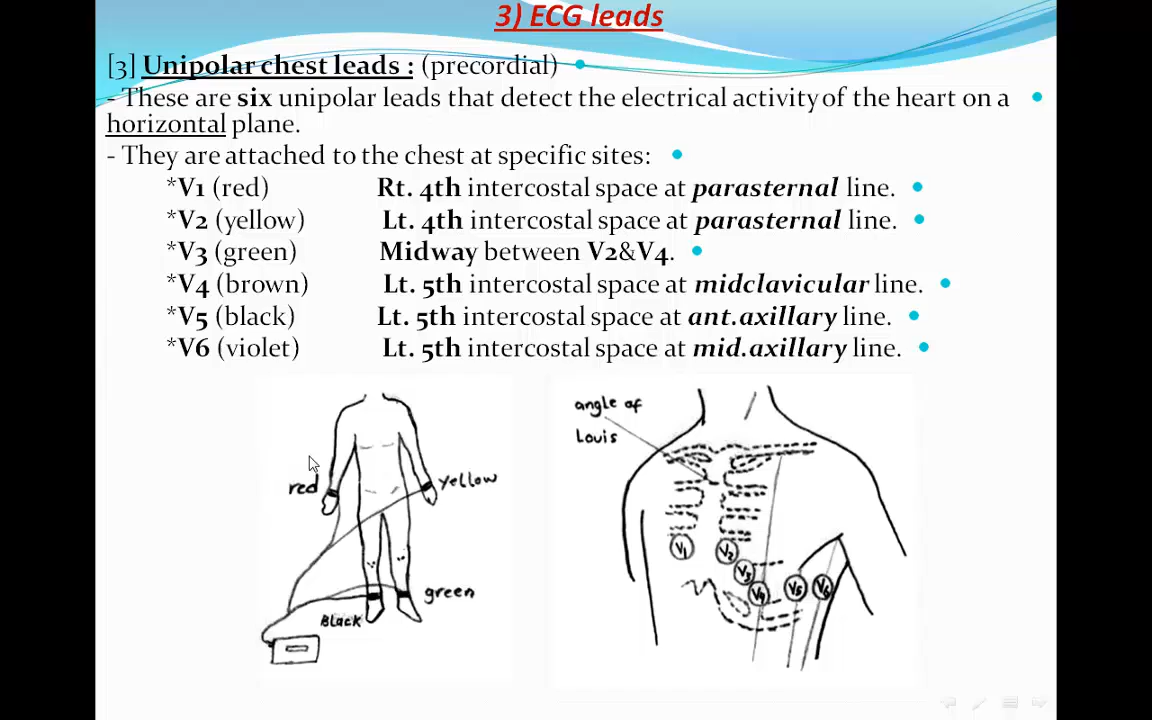 3) ECG leads
[3] Unipolar chest leads : (precordial)
- These are six unipolar leads that detect the electrical activity of the heart on a
horizontal plane.
- They are attached to the chest at specific sites:
*V1 (red) Rt. 4th intercostal space at parasternal line.
*V2 (yellow) Lt. 4th intercostal space at parasternal line.
*V3 (green) Midway between V2&V4.
*V4 (brown) Lt. 5th intercostal space at midclavicular line.
*V5 (black) Lt. 5th intercostal space at ant.axillary line.
*V6 (violet) Lt. 5th intercostal space at mid.axillary line.
red
yellow
green
Black
angle of
Louis
V1
V2
V3
V4
V5
V6